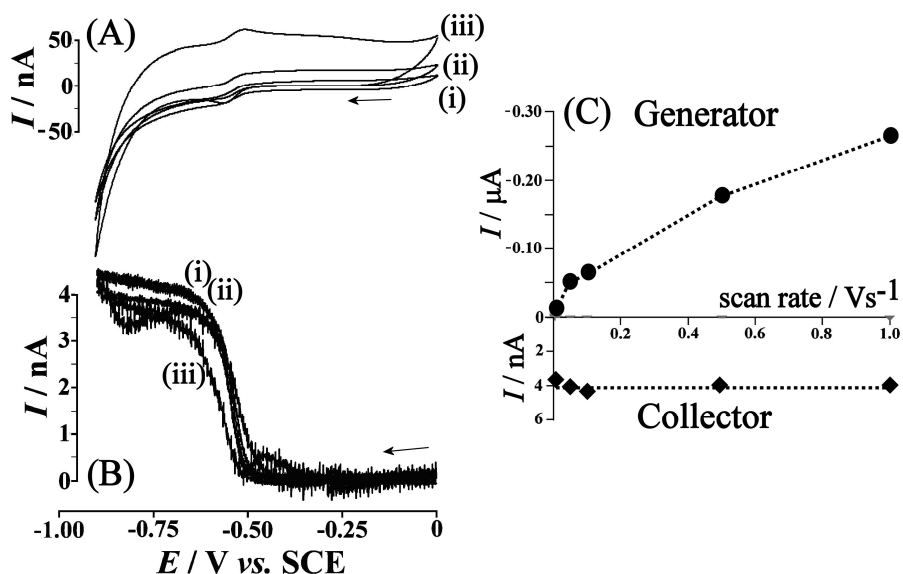 (A)
I / nA
50
0
-50
(iii)
(ii)
(i)
(B)
I / nA
4
3
2
1
0
(i)
(ii)
(iii)
-1.00
-0.75
-0.50
-0.25
0
E / V vs. SCE
(C)
Generator
I / μA
-0.30
-0.20
-0.10
0
scan rate / Vs-1
0.2
0.4
0.6
0.8
1.0
I / nA
2
4
6
Collector